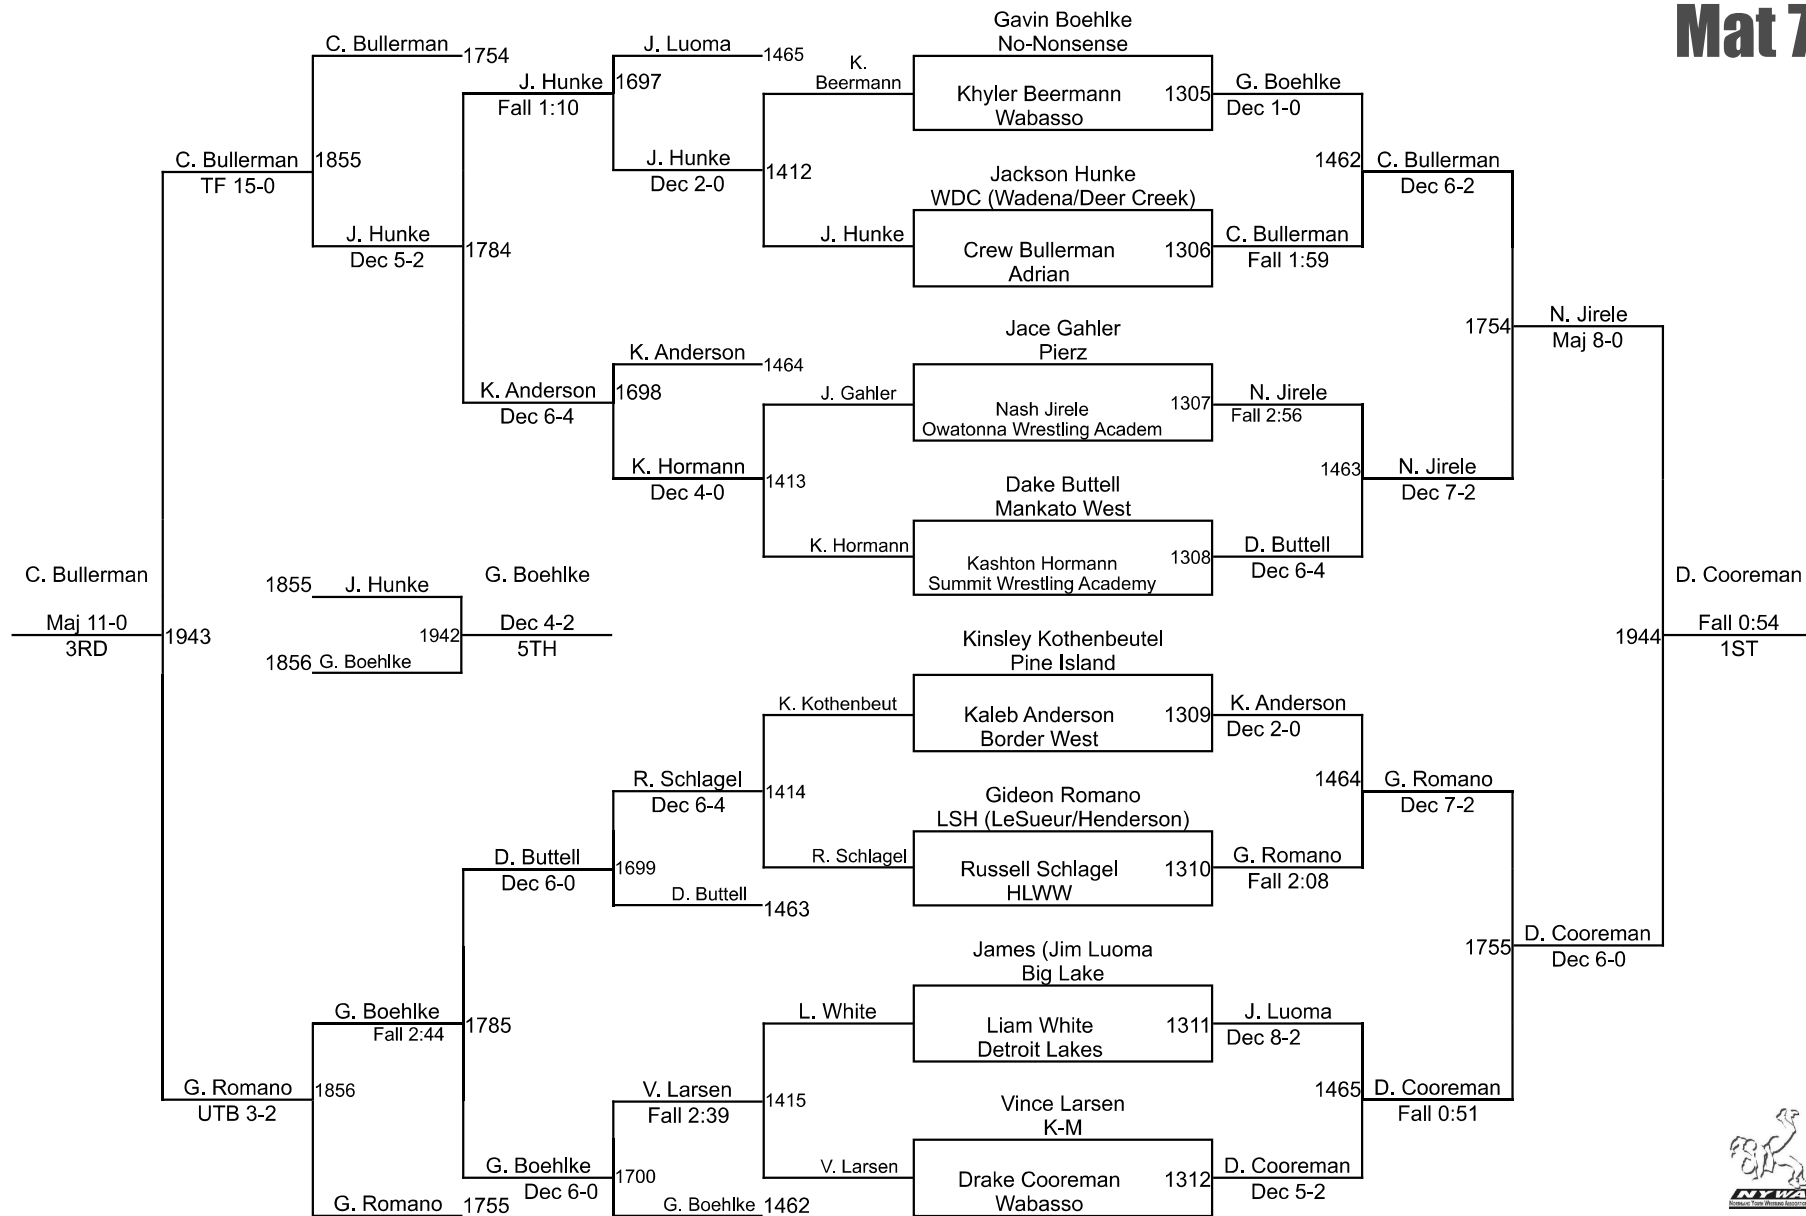 Mat 7
Gavin Boehlke
No-Nonsense
C. Bullerman
1754
J. Luoma
1465
K.
Beermann
J. Hunke
Fall 1:10
1697
Khyler Beermann
Wabasso
1305
G. Boehlke
Dec 1-0
C. Bullerman
TF 15-0
1855
J. Hunke
Dec 2-0
1412
Jackson Hunke
WDC (Wadena/Deer Creek)
1462
C. Bullerman
Dec 6-2
J. Hunke
Dec 5-2
1784
J. Hunke
Crew Bullerman
Adrian
1306
C. Bullerman
Fall 1:59
Jace Gahler
Pierz
1754
N. Jirele
Maj 8-0
K. Anderson
1464
K. Anderson
Dec 6-4
1698
J. Gahler
Nash Jirele
Owatonna Wrestling Academ
1307
N. Jirele
Fall 2:56
K. Hormann
Dec 4-0
1413
Dake Buttell
Mankato West
1463
N. Jirele
Dec 7-2
K. Hormann
Kashton Hormann
Summit Wrestling Academy
1308
D. Buttell
Dec 6-4
C. Bullerman
Maj 11-0
3RD
1943
1855
J. Hunke
1856
G. Boehlke
1942
G. Boehlke
Dec 4-2
5TH
D. Cooreman
1944
Fall 0:54
1ST
Kinsley Kothenbeutel
Pine Island
K. Kothenbeut
Kaleb Anderson
Border West
1309
K. Anderson
Dec 2-0
R. Schlagel
Dec 6-4
1414
Gideon Romano
LSH (LeSueur/Henderson)
1464
G. Romano
Dec 7-2
D. Buttell
Dec 6-0
1699
R. Schlagel
Russell Schlagel
HLWW
1310
G. Romano
Fall 2:08
D. Buttell
1463
James (Jim Luoma
Big Lake
1755
D. Cooreman
Dec 6-0
G. Boehlke
Fall 2:44
1785
L. White
Liam White
Detroit Lakes
1311
J. Luoma
Dec 8-2
G. Romano
UTB 3-2
1856
V. Larsen
Fall 2:39
1415
Vince Larsen
K-M
1465
D. Cooreman
Fall 0:51
G. Boehlke
Dec 6-0
1700
V. Larsen
Drake Cooreman
Wabasso
1312
D. Cooreman
Dec 5-2
G. Romano
1755
G. Boehlke
1462
NYWA